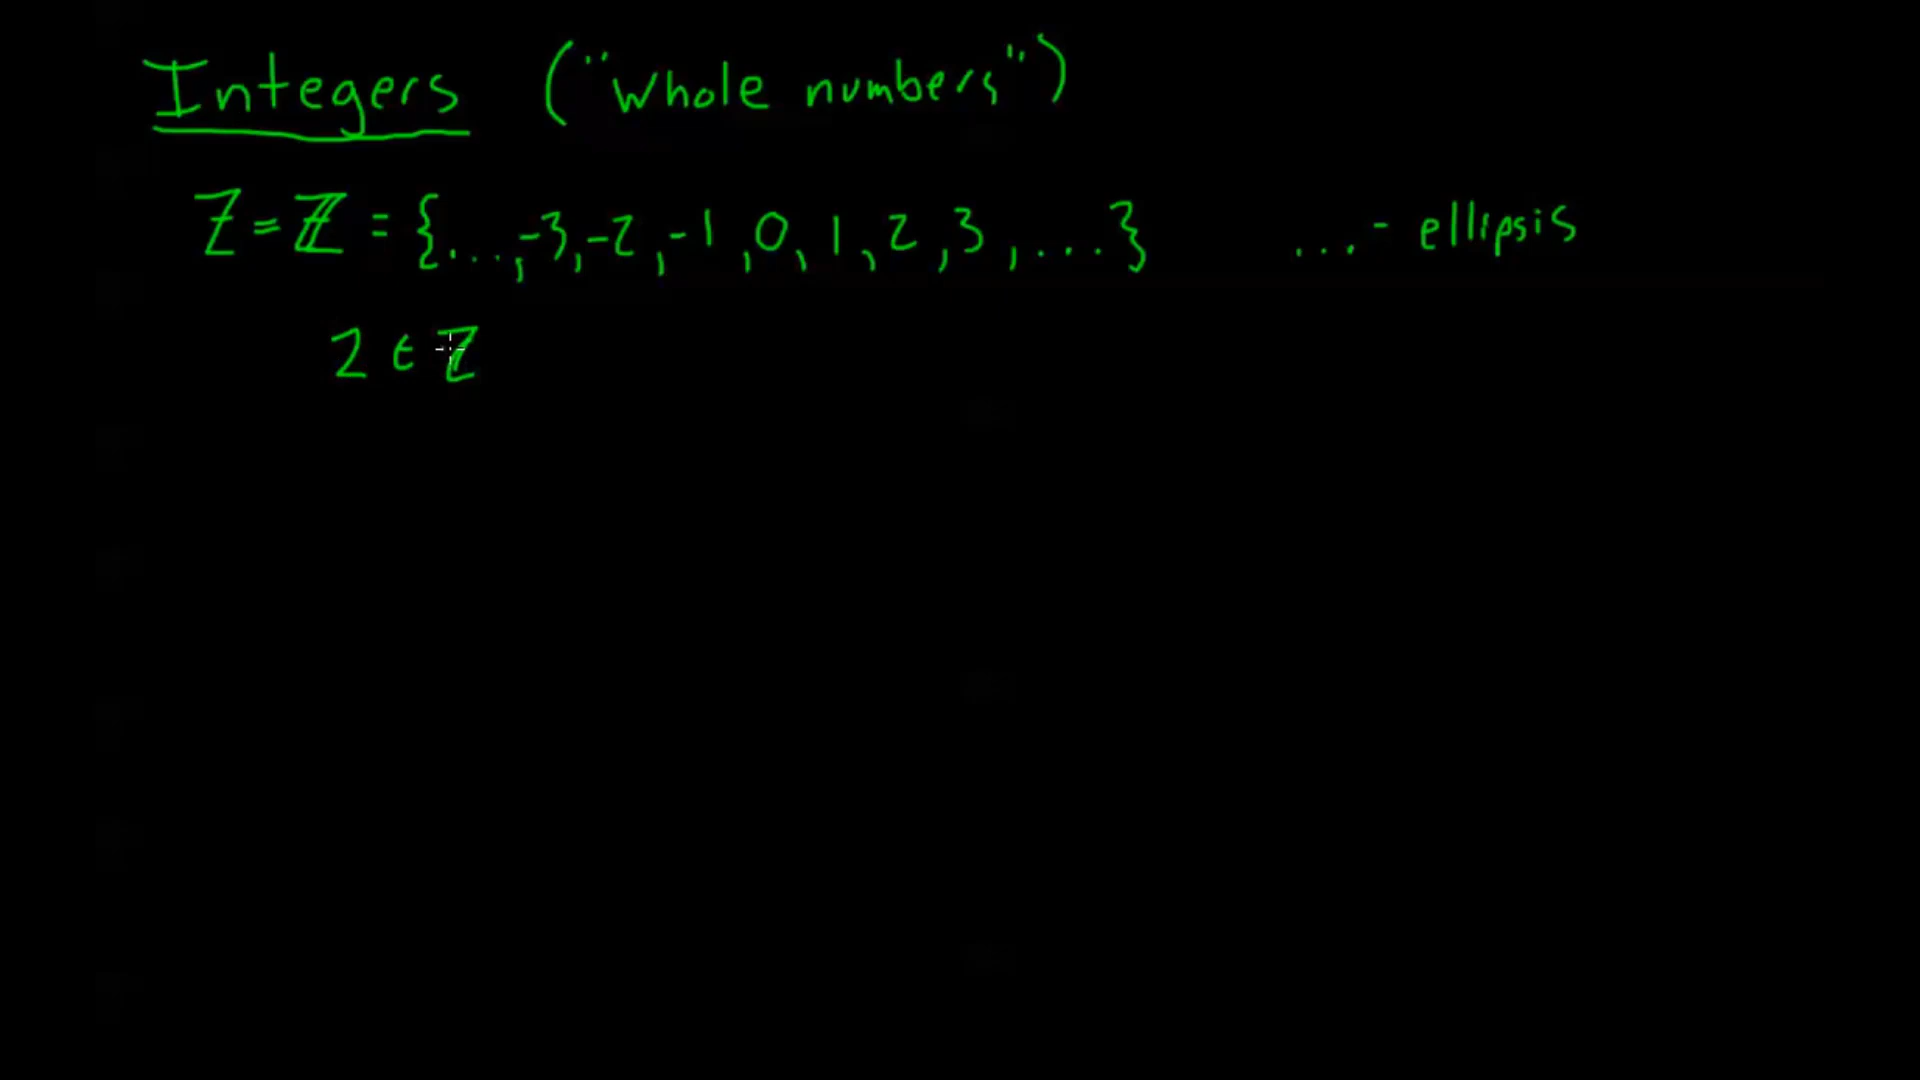 Integers ("Whole numbers")
Z = ℤ = {..., -3, -2, -1, 0, 1, 2, 3, ...} ... - ellipsis
2 ∈ ℤ